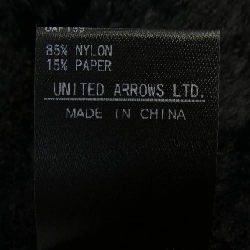 85% NYLON
15% PAPER
UNITED ARROWS LTD.
MADE IN CHINA